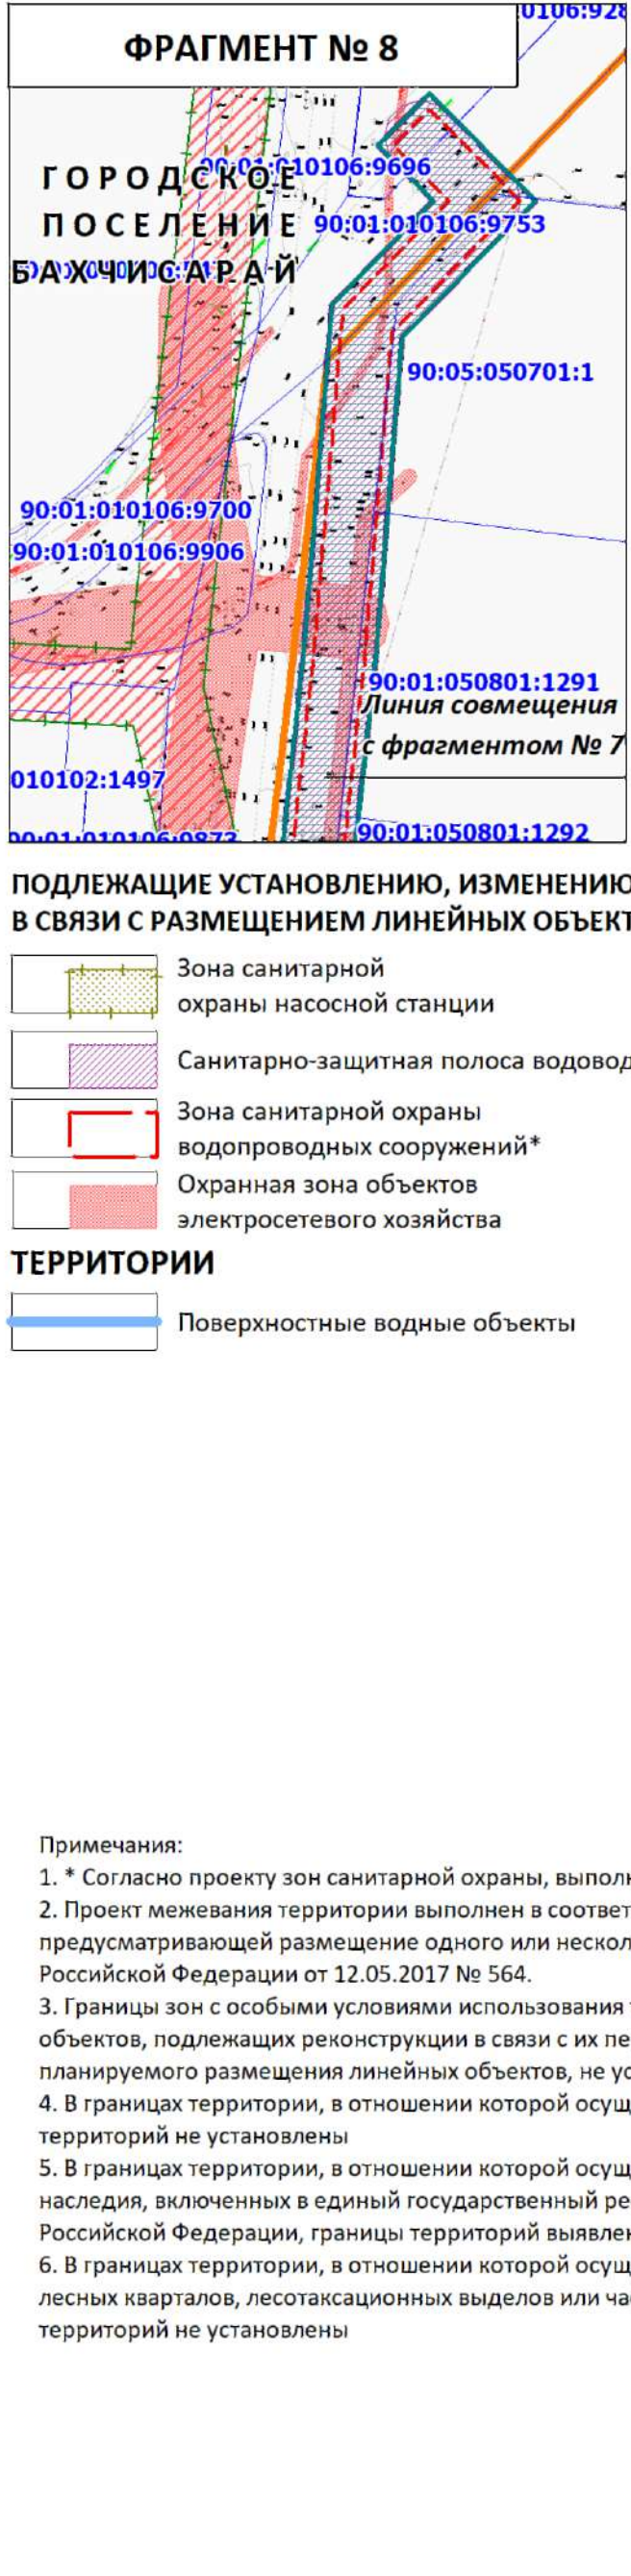 0106:928
ФРАГМЕНТ № 8
90:01:010106:9696
ГОРОДСКОЕ
ПОСЕЛЕНИЕ
90:01:010106:9753
БАХЧИСАРАЙ
90:05:050701:1
90:01:010106:9700
90:01:010106:9906
90:01:050801:1291
Линия совмещения
с фрагментом № 7
010102:1497
90:01:010106:9873
90:01:050801:1292
ПОДЛЕЖАЩИЕ УСТАНОВЛЕНИЮ, ИЗМЕНЕНИЮ
В СВЯЗИ С РАЗМЕЩЕНИЕМ ЛИНЕЙНЫХ ОБЪЕКТ
Зона санитарной
охраны насосной станции
Санитарно-защитная полоса водовод
Зона санитарной охраны
водопроводных сооружений*
Охранная зона объектов
электросетевого хозяйства
ТЕРРИТОРИИ
Поверхностные водные объекты
Примечания:
1. * Согласно проекту зон санитарной охраны, выполн
2. Проект межевания территории выполнен в соответ
предусматривающей размещение одного или нескол
Российской Федерации от 12.05.2017 № 564.
3. Границы зон с особыми условиями использования
объектов, подлежащих реконструкции в связи с их пе
планируемого размещения линейных объектов, не ус
4. В границах территории, в отношении которой осущ
территорий не установлены
5. В границах территории, в отношении которой осущ
наследия, включенных в единый государственный ре
Российской Федерации, границы территорий выявлен
6. В границах территории, в отношении которой осущ
лесных кварталов, лесотаксационных выделов или ча
территорий не установлены